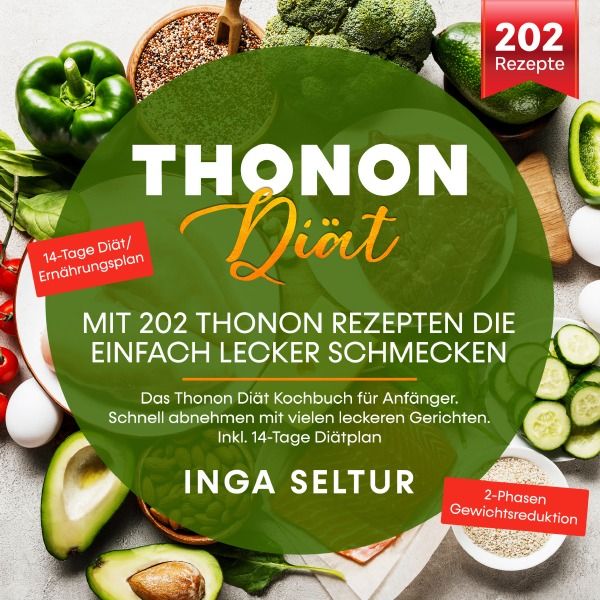 202
Rezepte
THONON
Diät
14-Tage Diät/
Ernährungsplan
MIT 202 THONON REZEPTEN DIE
EINFACH LECKER SCHMECKEN
Das Thonon Diät Kochbuch für Anfänger.
Schnell abnehmen mit vielen leckeren Gerichten.
Inkl. 14-Tage Diätplan
INGA SELTUR
2-Phasen
Gewichtsreduktion